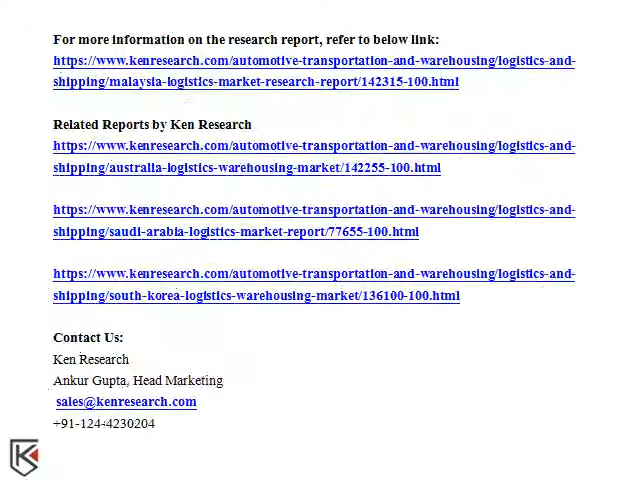 For more information on the research report, refer to below link:
https://www.kenresearch.com/automotive-transportation-and-warehousing/logistics-and-
shipping/malaysia-logistics-market-research-report/142315-100.html
Related Reports by Ken Research
https://www.kenresearch.com/automotive-transportation-and-warehousing/logistics-and-
shipping/australia-logistics-warehousing-market/142255-100.html
https://www.kenresearch.com/automotive-transportation-and-warehousing/logistics-and-
shipping/saudi-arabia-logistics-market-report/77655-100.html
https://www.kenresearch.com/automotive-transportation-and-warehousing/logistics-and-
shipping/south-korea-logistics-warehousing-market/136100-100.html
Contact Us:
Ken Research
Ankur Gupta, Head Marketing
sales@kenresearch.com
+91-124-4230204